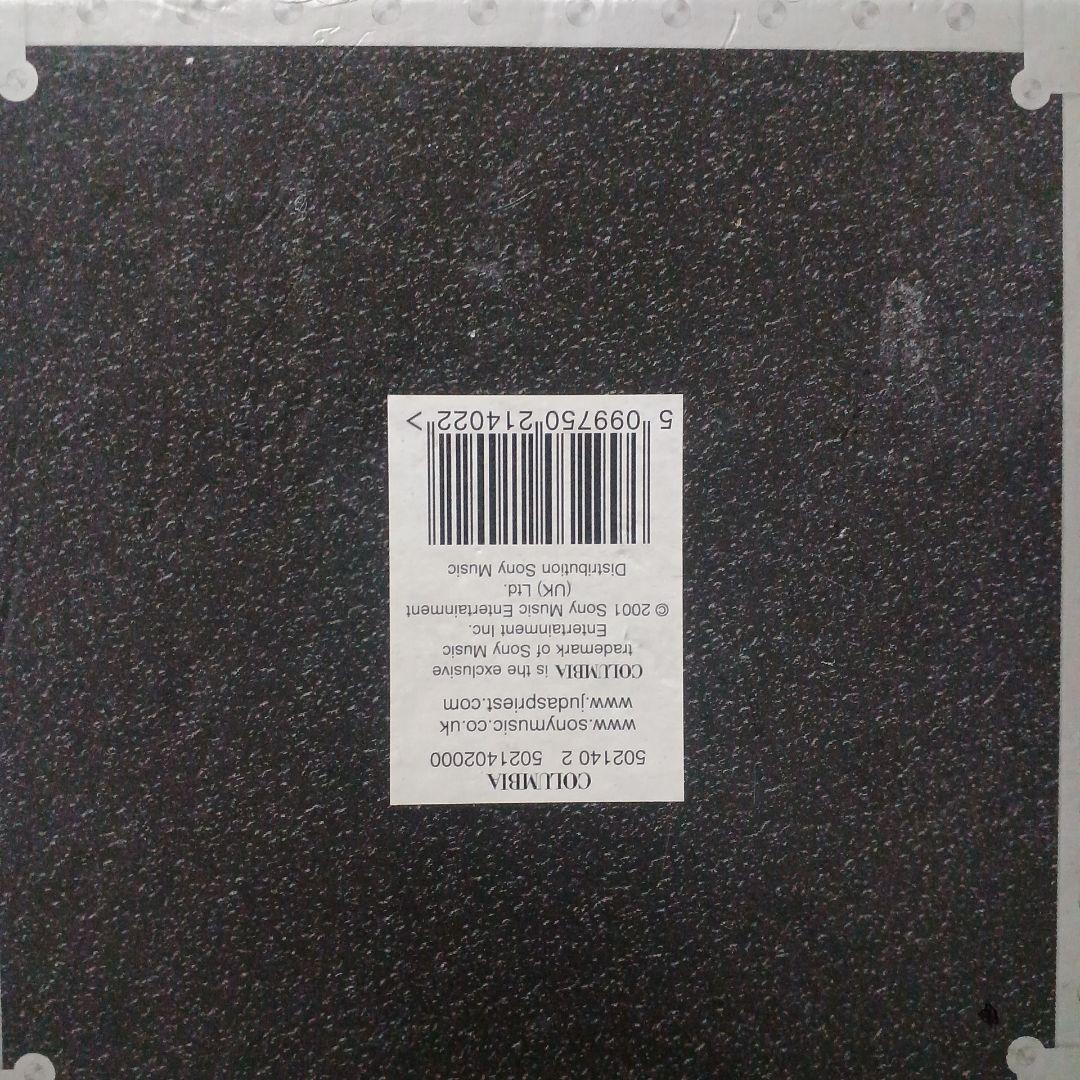 COLUMBIA
502140 2 5021402000
www.sonymusic.co.uk
www.judaspriest.com
COLUMBIA is the exclusive
trademark of Sony Music
Entertainment Inc.
© 2001 Sony Music Entertainment
(UK) Ltd.
Distribution Sony Music
5 099750 214022 >